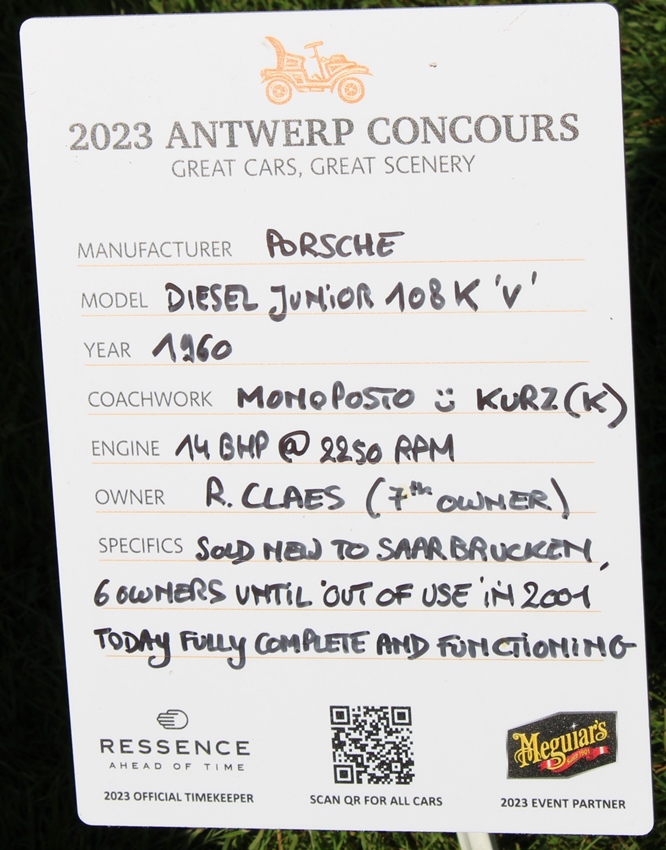 2023 ANTWERP CONCOURS
GREAT CARS, GREAT SCENERY
MANUFACTURER PORSCHE
MODEL DIESEL JUNIOR 108 K 'V'
YEAR 1960
COACHWORK MONOPOSTO Ü KURZ (K)
ENGINE 14 BHP @ 2250 RPM
OWNER R. CLAES (7th OWNER)
SPECIFICS SOLD NEW TO SAARBRUCKEN,
6 OWNERS UNTIL 'OUT OF USE' IN 2001
TODAY FULLY COMPLETE AND FUNCTIONING
RESSENCE
AHEAD OF TIME
Meguiar's
2023 OFFICIAL TIMEKEEPER
SCAN QR FOR ALL CARS
2023 EVENT PARTNER